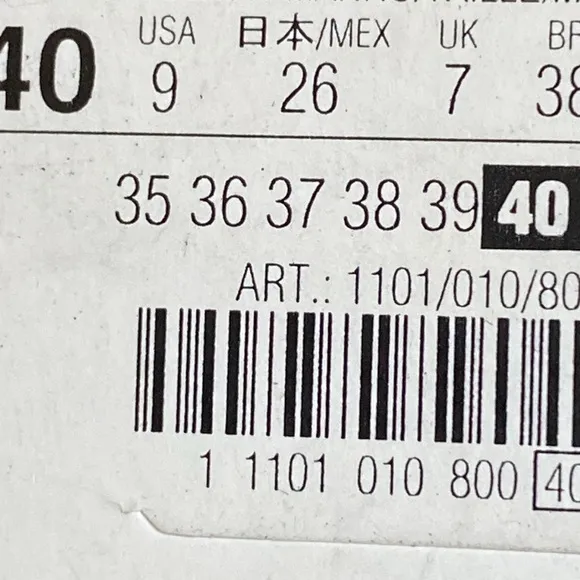 40 USA 日本/MEX UK BR
9 26 7 38
35 36 37 38 39 40
ART.: 1101/010/80
1 1101 010 800 40